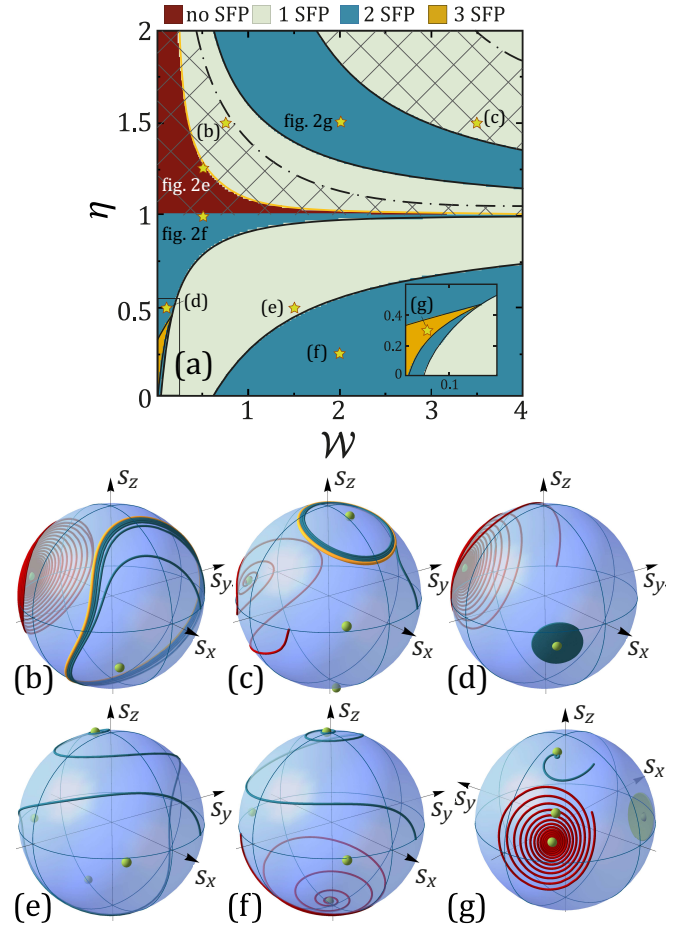 no SFP 1 SFP 2 SFP 3 SFP
2
(b) fig. 2g (c)
1.5
fig. 2e
η
1
fig. 2f
(d) (e) (g)
0.5 0.4
(a) (f) 0.2
0 0.1
0
0 1 2 3 4
𝒲
s_z s_z s_z
s_y s_y s_y
s_x s_x s_x
(b) (c) (d)
s_z s_z s_z
s_y s_y s_y s_x
s_x s_x
(e) (f) (g)